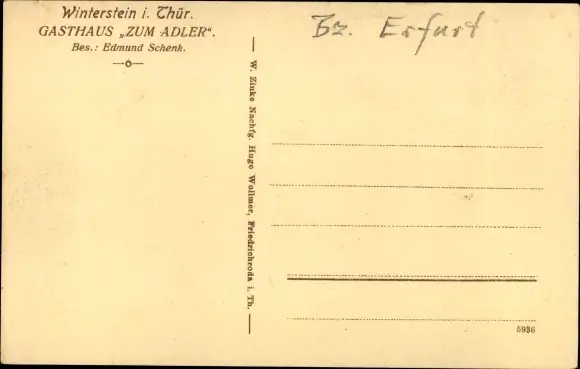 Winterstein i. Thür.
GASTHAUS „ZUM ADLER“.
Bes.: Edmund Schenk.
Bz. Erfurt
W. Zinke Nachfg. Hugo Wollmer, Friedrichroda i. Th.
5936